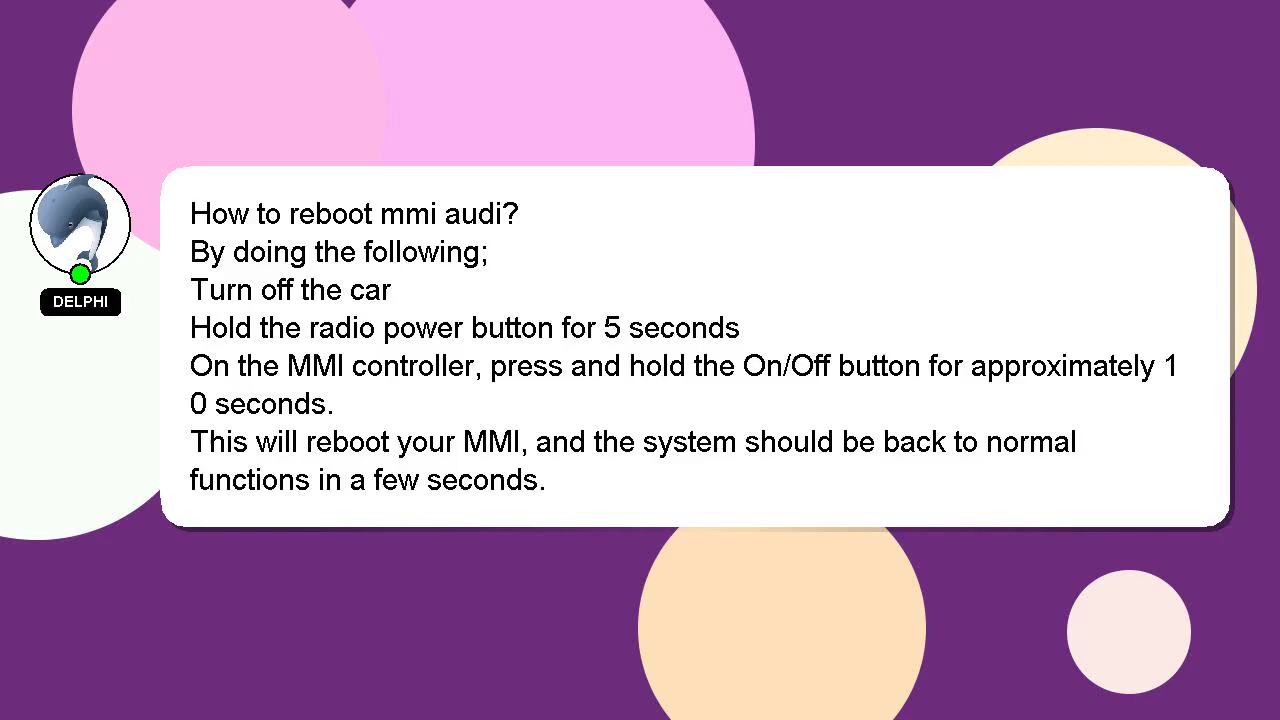 How to reboot mmi audi?
By doing the following;
Turn off the car
Hold the radio power button for 5 seconds
On the MMI controller, press and hold the On/Off button for approximately 1
0 seconds.
This will reboot your MMI, and the system should be back to normal
functions in a few seconds.
DELPHI